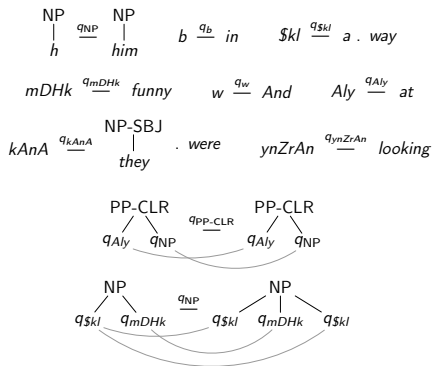 NP q_NP NP
h — him b q_b — in $kl q_$kl — a . way
mDHk q_mDHk — funny w q_w — And Aly q_Aly — at
NP-SBJ
kAnA q_kAnA — they . were ynZrAn q_ynZrAn — looking
PP-CLR q_PP-CLR — PP-CLR
q_Aly q_NP q_Aly q_NP
NP q_NP — NP
q_$kl q_mDHk q_$kl q_mDHk q_$kl